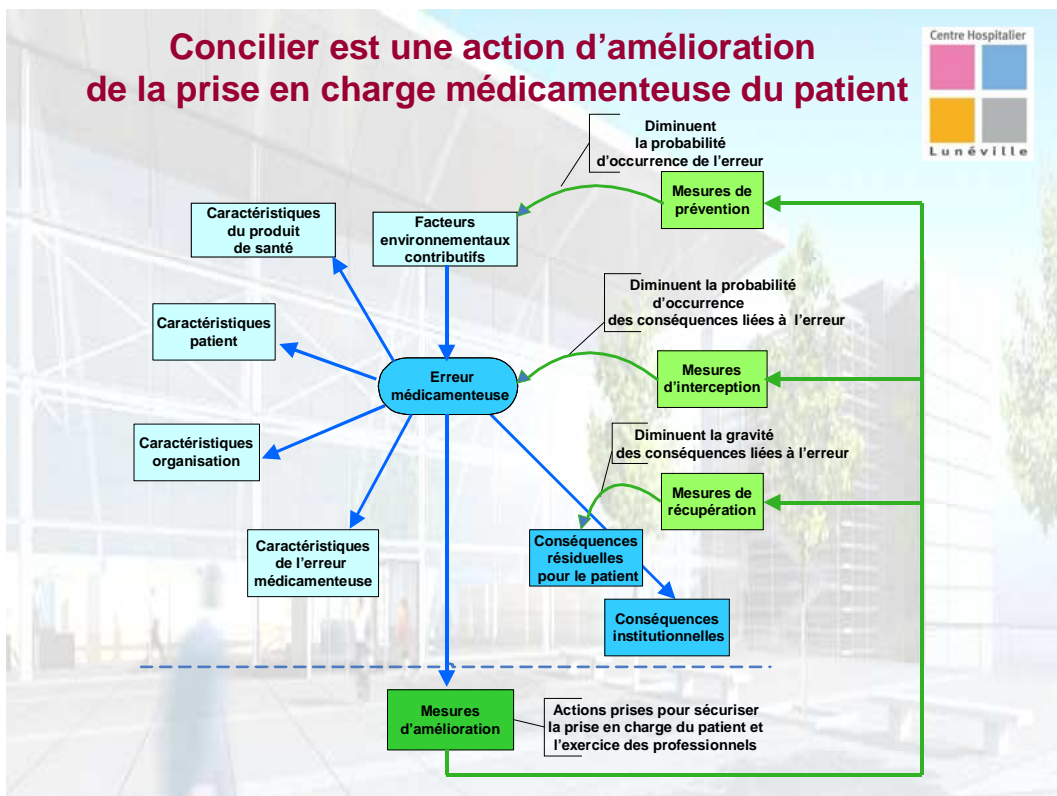 Concilier est une action d'amélioration
de la prise en charge médicamenteuse du patient
Centre Hospitalier
Lunéville
Diminuent
la probabilité
d'occurrence de l'erreur
Mesures de
prévention
Caractéristiques
du produit
de santé
Facteurs
environnementaux
contributifs
Diminuent la probabilité
d'occurrence
des conséquences liées à l'erreur
Caractéristiques
patient
Erreur
médicamenteuse
Mesures
d'interception
Caractéristiques
organisation
Diminuent la gravité
des conséquences liées à l'erreur
Mesures de
récupération
Caractéristiques
de l'erreur
médicamenteuse
Conséquences
résiduelles
pour le patient
Conséquences
institutionnelles
Mesures
d'amélioration
Actions prises pour sécuriser
la prise en charge du patient et
l'exercice des professionnels